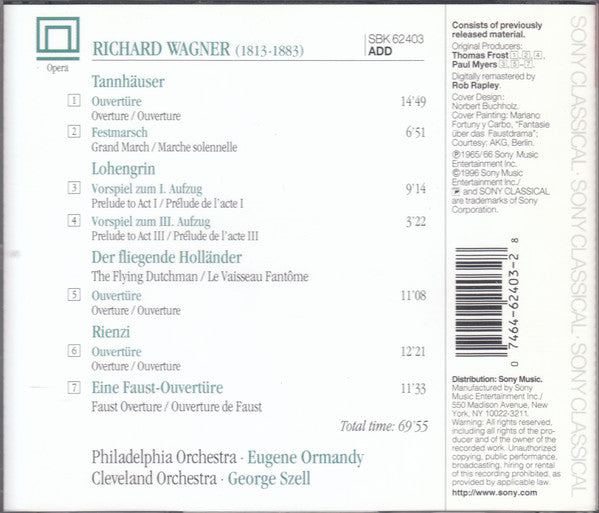 Opera
RICHARD WAGNER (1813-1883)
SBK 62403
ADD
Tannhäuser
1 Ouvertüre 14'49
Overture / Ouverture
2 Festmarsch 6'51
Grand March / Marche solennelle
Lohengrin
3 Vorspiel zum I. Aufzug 9'14
Prelude to Act I / Prélude de l'acte I
4 Vorspiel zum III. Aufzug 3'22
Prelude to Act III / Prélude de l'acte III
Der fliegende Holländer
The Flying Dutchman / Le Vaisseau Fantôme
5 Ouvertüre 11'08
Overture / Ouverture
Rienzi
6 Ouvertüre 12'21
Overture / Ouverture
7 Eine Faust-Ouvertüre 11'33
Faust Overture / Ouverture de Faust
Total time: 69'55
Philadelphia Orchestra · Eugene Ormandy
Cleveland Orchestra · George Szell
Consists of previously
released material.
Original Producers:
Thomas Frost 1, 2, 4,
Paul Myers 3, 5-7.
Digitally remastered by
Rob Rapley.
Cover Design:
Norbert Buchholz.
Cover Painting: Mariano
Fortuny y Carbo, "Fantasie
über das Faustdrama";
Courtesy: AKG, Berlin.
℗1965/66 Sony Music
Entertainment Inc.
©1996 Sony Music
Entertainment Inc./
and SONY CLASSICAL
are trademarks of Sony
Corporation.
0 7464-62403-2 8
Distribution: Sony Music.
Manufactured by Sony
Music Entertainment Inc./
550 Madison Avenue, New
York, NY 10022-3211.
Warning: All rights reserved,
including all rights of the pro-
ducer and of the owner of the
recorded work. Unauthorized
copying, public performance,
broadcasting, hiring or rental
of this recording prohibited, as
provided by applicable law.
http://www.sony.com
SONY CLASSICAL · SONY CLASSICAL · SONY CLASSICAL · SONY CLASSICAL